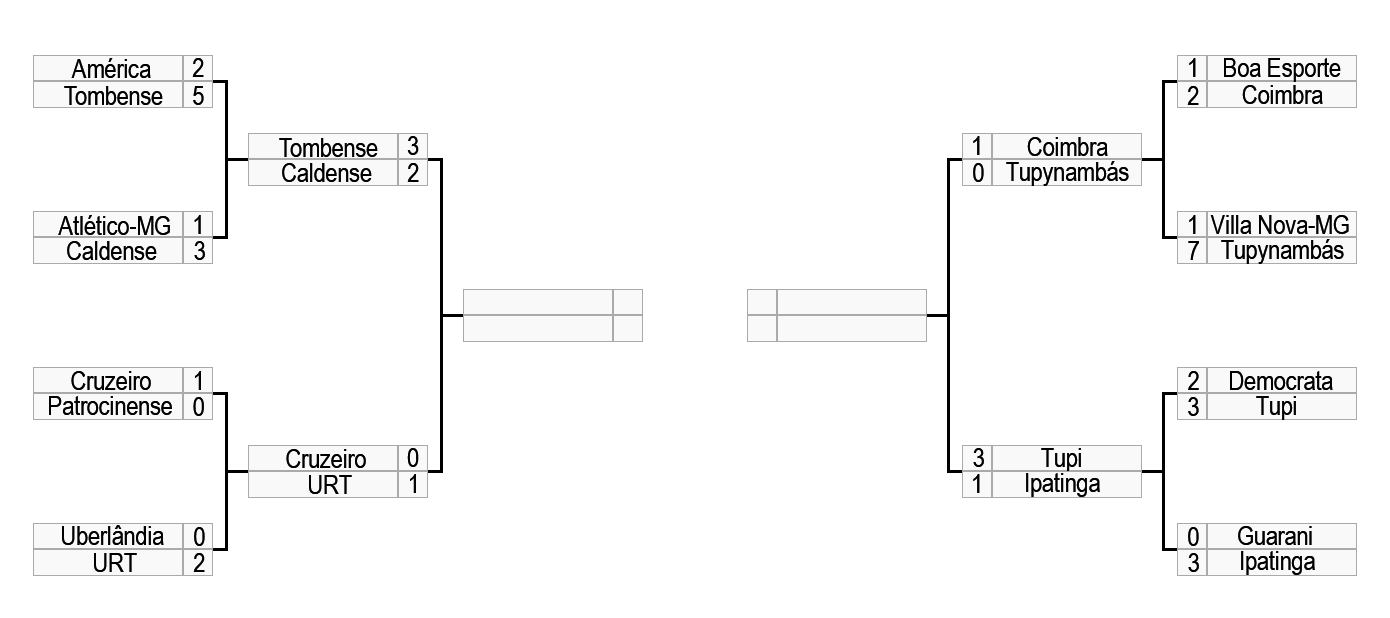 América 2
Tombense 5
Atlético-MG 1
Caldense 3
Cruzeiro 1
Patrocinense 0
Uberlândia 0
URT 2
Tombense 3
Caldense 2
Cruzeiro 0
URT 1
1 Coimbra
0 Tupynambás
3 Tupi
1 Ipatinga
1 Boa Esporte
2 Coimbra
1 Villa Nova-MG
7 Tupynambás
2 Democrata
3 Tupi
0 Guarani
3 Ipatinga